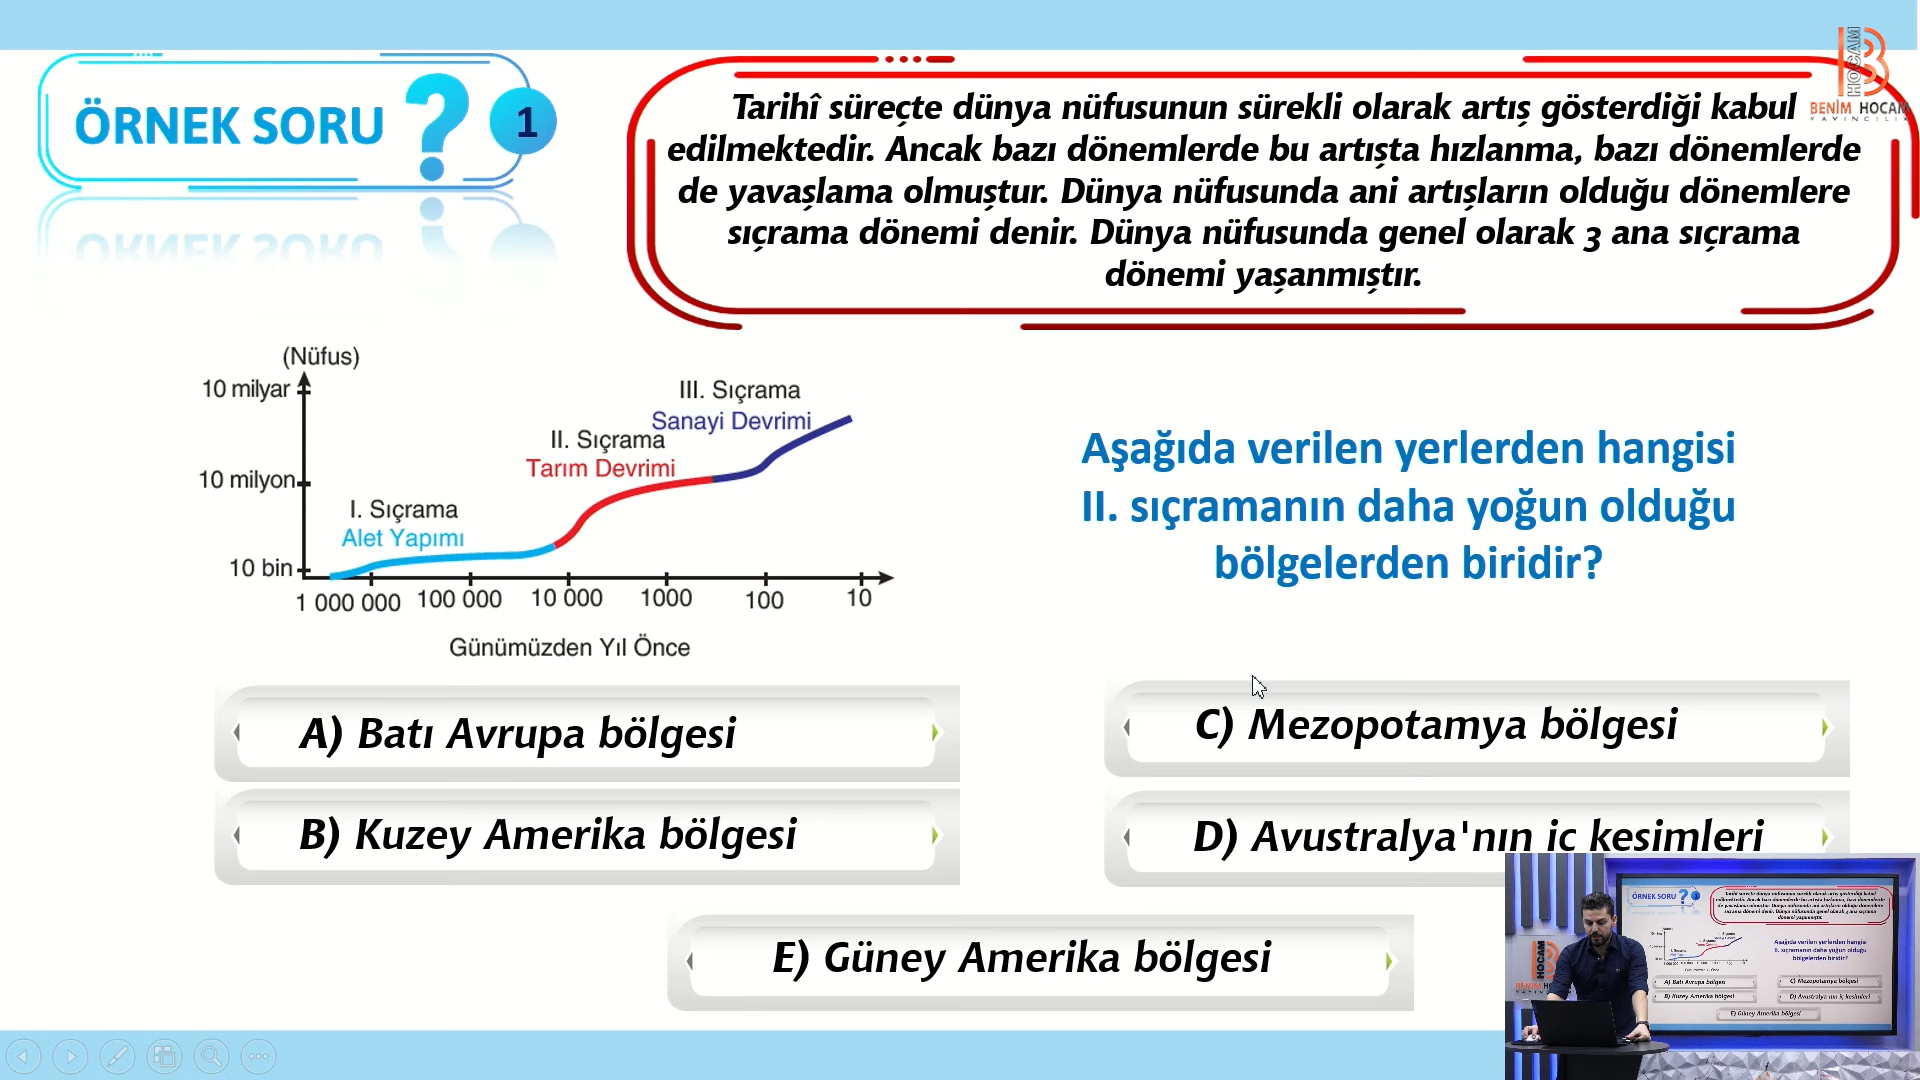 ÖRNEK SORU ? 1
BENİM HOCAM
YAYINCILIK
Tarihî süreçte dünya nüfusunun sürekli olarak artış gösterdiği kabul
edilmektedir. Ancak bazı dönemlerde bu artışta hızlanma, bazı dönemlerde
de yavaşlama olmuştur. Dünya nüfusunda ani artışların olduğu dönemlere
sıçrama dönemi denir. Dünya nüfusunda genel olarak 3 ana sıçrama
dönemi yaşanmıştır.
(Nüfus)
10 milyar
10 milyon
10 bin
I. Sıçrama
Alet Yapımı
II. Sıçrama
Tarım Devrimi
III. Sıçrama
Sanayi Devrimi
1 000 000 100 000 10 000 1000 100 10
Günümüzden Yıl Önce
Aşağıda verilen yerlerden hangisi
II. sıçramanın daha yoğun olduğu
bölgelerden biridir?
A) Batı Avrupa bölgesi
B) Kuzey Amerika bölgesi
C) Mezopotamya bölgesi
D) Avustralya'nın iç kesimleri
E) Güney Amerika bölgesi